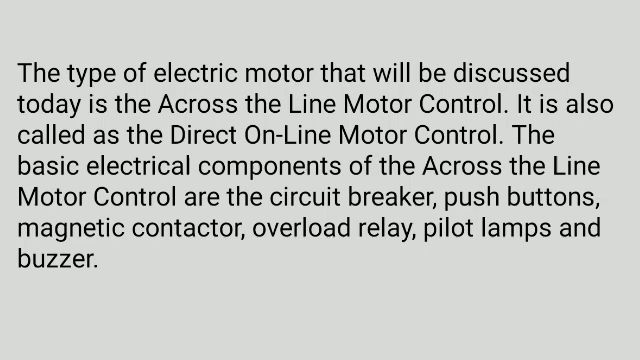 The type of electric motor that will be discussed
today is the Across the Line Motor Control. It is also
called as the Direct On-Line Motor Control. The
basic electrical components of the Across the Line
Motor Control are the circuit breaker, push buttons,
magnetic contactor, overload relay, pilot lamps and
buzzer.